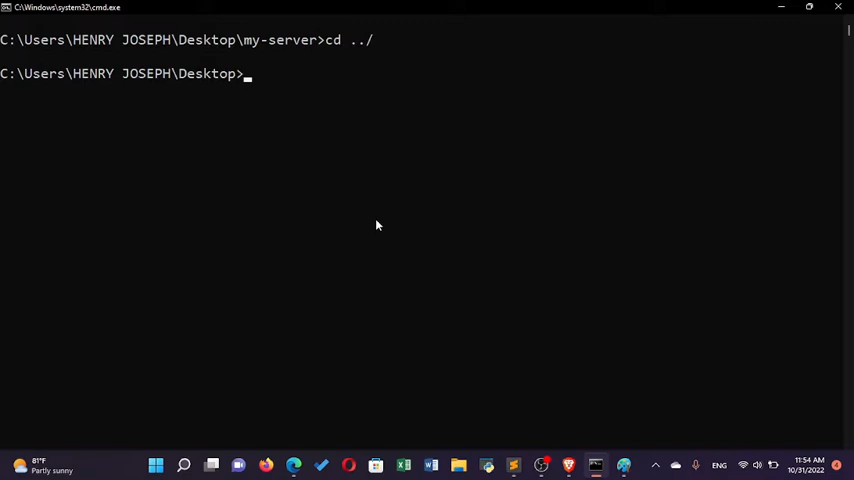 C:\Windows\system32\cmd.exe
C:\Users\HENRY JOSEPH\Desktop\my-server>cd ../
C:\Users\HENRY JOSEPH\Desktop>
81°F
Partly sunny
ENG
11:54 AM
10/31/2022
4